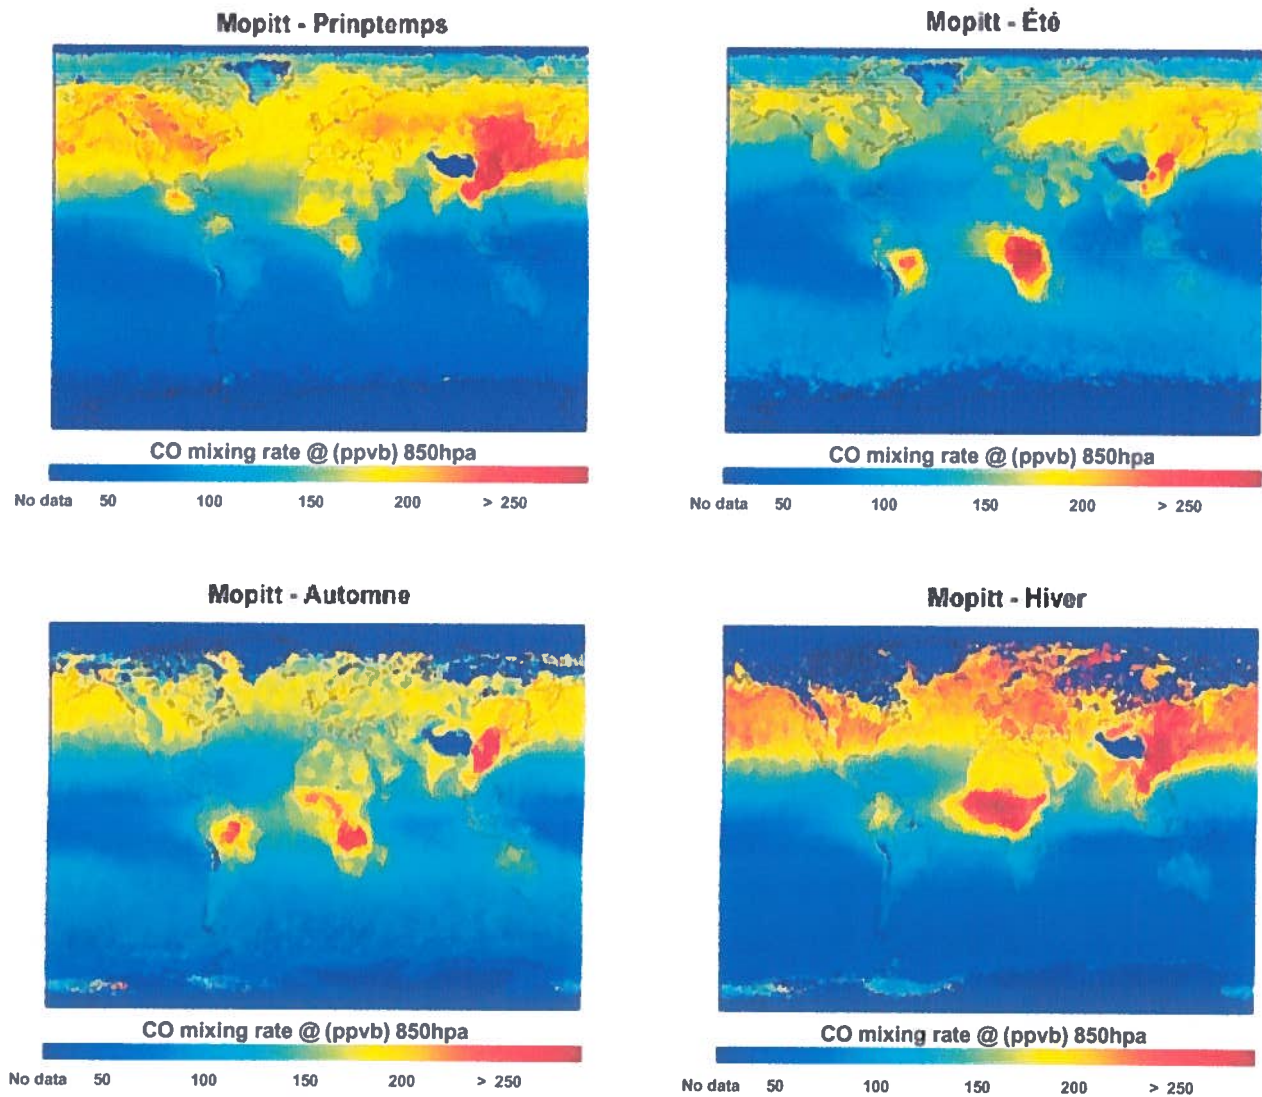 Mopitt - Prinptemps
Mopitt - Été
CO mixing rate @ (ppvb) 850hpa
No data 50 100 150 200 > 250
CO mixing rate @ (ppvb) 850hpa
No data 50 100 150 200 > 250
Mopitt - Automne
Mopitt - Hiver
CO mixing rate @ (ppvb) 850hpa
No data 50 100 150 200 > 250
CO mixing rate @ (ppvb) 850hpa
No data 50 100 150 200 > 250